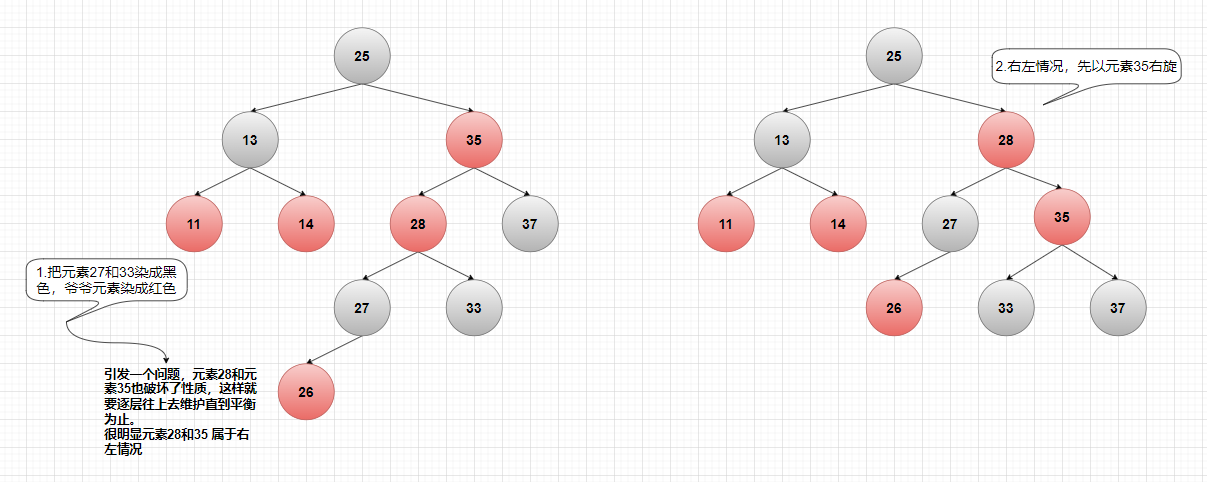 25
25
2.右左情况，先以元素35右旋
13
35
13
28
11
14
28
37
11
14
27
35
1.把元素27和33染成黑
色，爷爷元素染成红色
27
33
26
33
37
引发一个问题，元素28和元
素35也破坏了性质，这样就
要逐层往上去维护直到平衡
为止。
很明显元素28和35 属于右
左情况
26